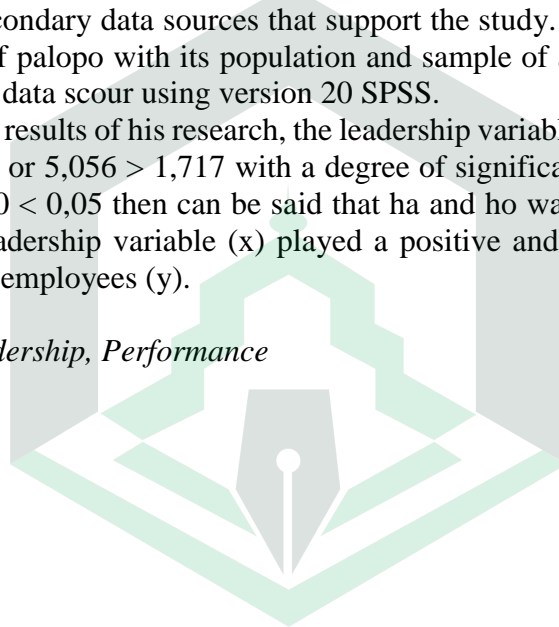 condary data sources that support the study.
f palopo with its population and sample of
data scour using version 20 SPSS.
results of his research, the leadership variabl
or 5,056 > 1,717 with a degree of significa
0 < 0,05 then can be said that ha and ho wa
adership variable (x) played a positive and
employees (y).
dership, Performance